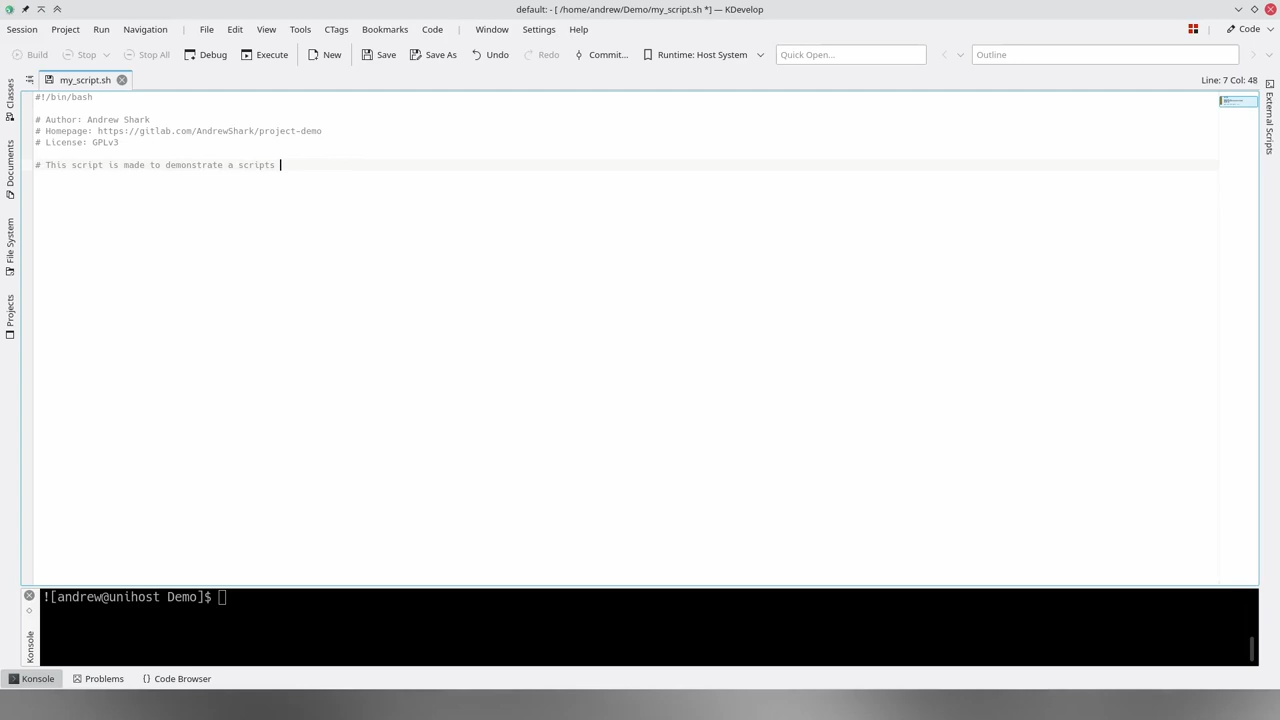 default: - [ /home/andrew/Demo/my_script.sh *] — KDevelop
Session Project Run Navigation | File Edit View Tools CTags Bookmarks Code | Window Settings Help Code
Build Stop Stop All Debug Execute New Save Save As Undo Redo Commit... Runtime: Host System Quick Open... Outline
my_script.sh Line: 7 Col: 48
Classes
Documents
File System
Projects
External Scripts
#!/bin/bash
# Author: Andrew Shark
# Homepage: https://gitlab.com/AndrewShark/project-demo
# License: GPLv3
# This script is made to demonstrate a scripts
![andrew@unihost Demo]$
Konsole
Konsole Problems {} Code Browser